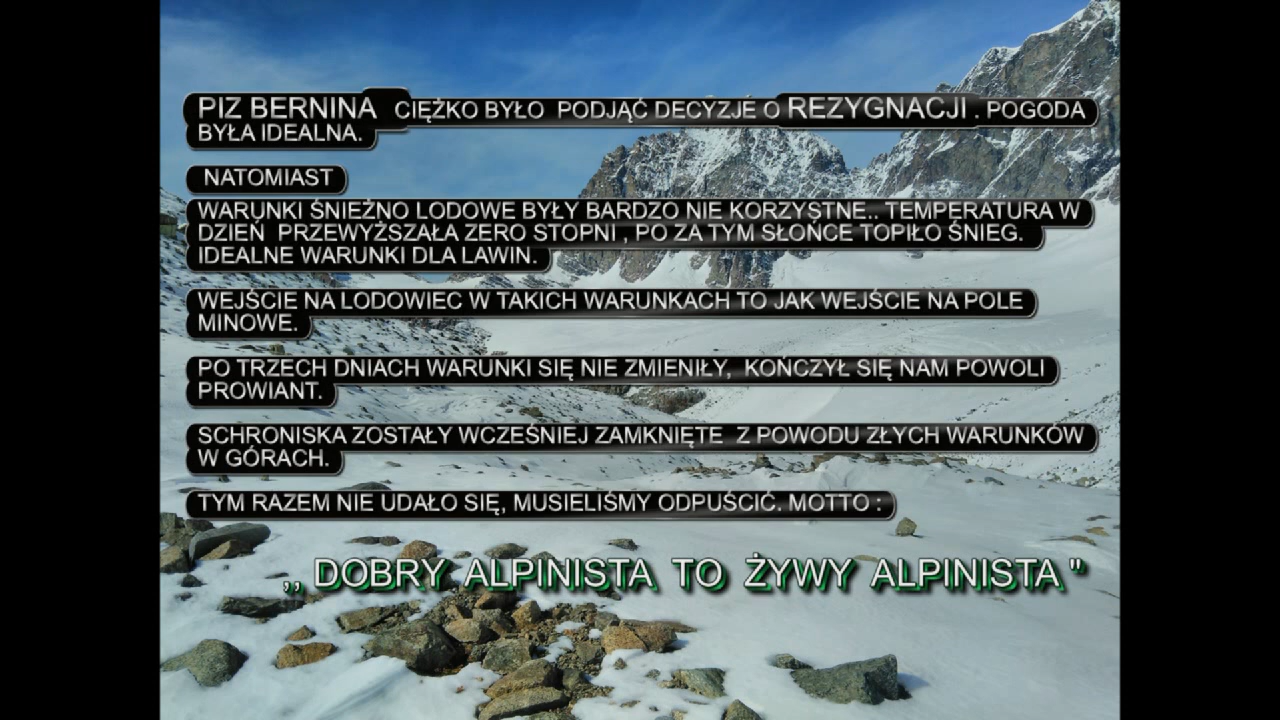 PIZ BERNINA CIĘŻKO BYŁO PODJĄĆ DECYZJE O REZYGNACJI . POGODA
BYŁA IDEALNA.
NATOMIAST
WARUNKI ŚNIEŻNO LODOWE BYŁY BARDZO NIE KORZYSTNE.. TEMPERATURA W
DZIEŃ PRZEWYŻSZAŁA ZERO STOPNI , PO ZA TYM SŁOŃCE TOPIŁO ŚNIEG.
IDEALNE WARUNKI DLA LAWIN.
WEJŚCIE NA LODOWIEC W TAKICH WARUNKACH TO JAK WEJŚCIE NA POLE
MINOWE.
PO TRZECH DNIACH WARUNKI SIĘ NIE ZMIENIŁY, KOŃCZYŁ SIĘ NAM POWOLI
PROWIANT.
SCHRONISKA ZOSTAŁY WCZEŚNIEJ ZAMKNIĘTE Z POWODU ZŁYCH WARUNKÓW
W GÓRACH.
TYM RAZEM NIE UDAŁO SIĘ, MUSIELIŚMY ODPUŚCIĆ. MOTTO :
,, DOBRY ALPINISTA TO ŻYWY ALPINISTA "